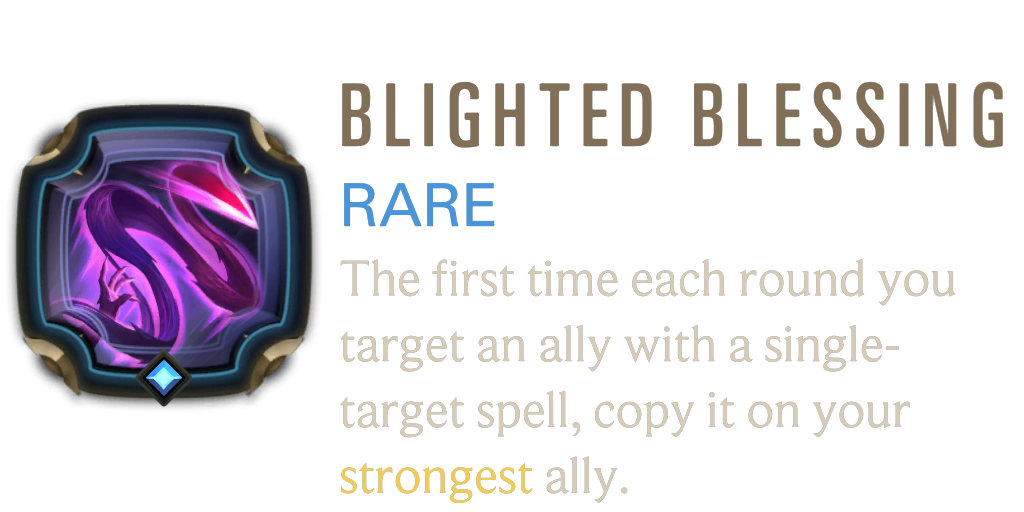 BLIGHTED BLESSING
RARE
The first time each round you
target an ally with a single-
target spell, copy it on your
strongest ally.